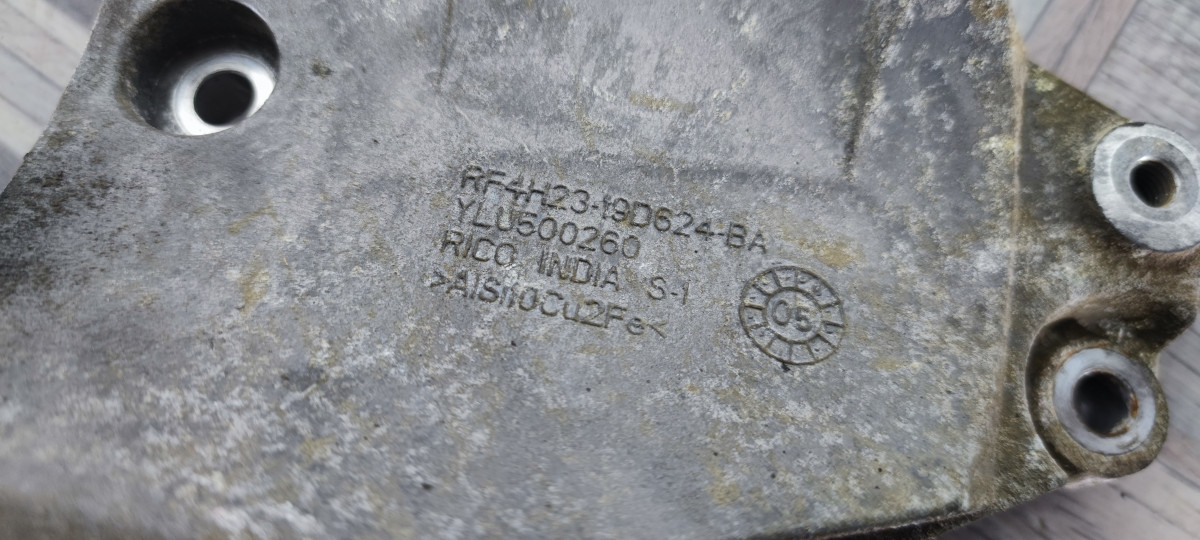 RF4H23-19D624-BA
YLU500260
RICO INDIA S-1
>AlSi10Cu2Fe<
05